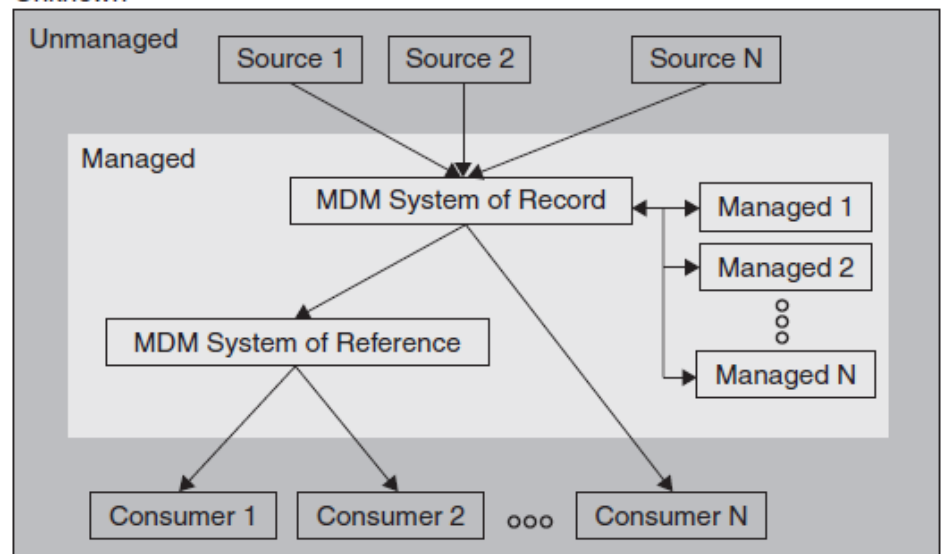 Unmanaged
Source 1
Source 2
Source N
Managed
MDM System of Record
Managed 1
Managed 2
MDM System of Reference
Managed N
Consumer 1
Consumer 2
Consumer N